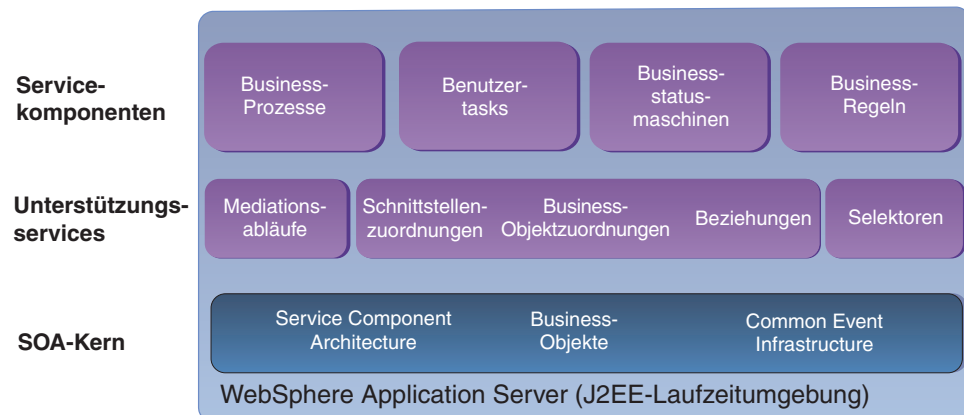 Service-
komponenten
Business-
Prozesse
Benutzer-
tasks
Business-
status-
maschinen
Business-
Regeln
Unterstützungs-
services
Mediations-
abläufe
Schnittstellen-
zuordnungen
Business-
Objektzuordnungen
Beziehungen
Selektoren
SOA-Kern
Service Component
Architecture
Business-
Objekte
Common Event
Infrastructure
WebSphere Application Server (J2EE-Laufzeitumgebung)